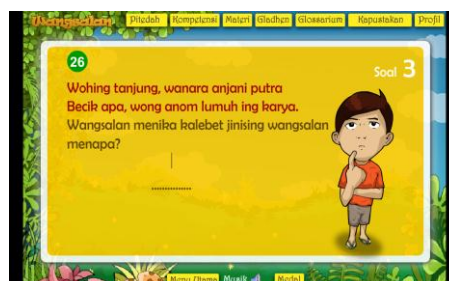 Wangsalan Pitedah Kompetensi Materi Gladhen Glossarium Kapustakan Profil
26
Soal 3
Wohing tanjung, wanara anjani putra
Becik apa, wong anom lumuh ing karya.
Wangsalan menika kalebet jinising wangsalan
menapa?
...............
Menu Utama Musik Medal